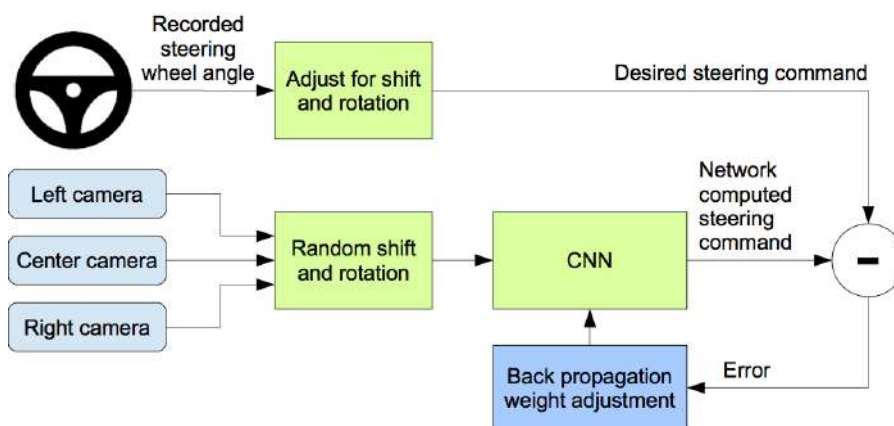 Recorded
steering
wheel angle
Adjust for shift
and rotation
Desired steering command
Left camera
Center camera
Right camera
Random shift
and rotation
CNN
Network
computed
steering
command
-
Back propagation
weight adjustment
Error